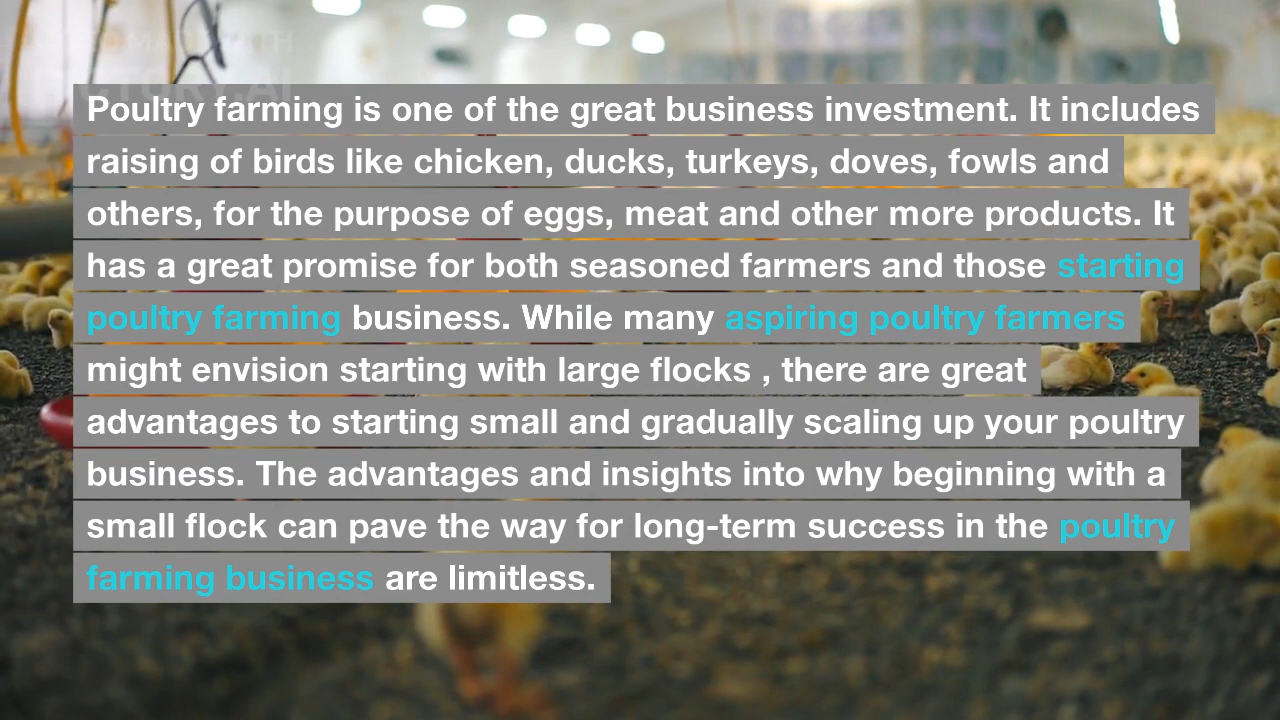 Poultry farming is one of the great business investment. It includes
raising of birds like chicken, ducks, turkeys, doves, fowls and
others, for the purpose of eggs, meat and other more products. It
has a great promise for both seasoned farmers and those starting
poultry farming business. While many aspiring poultry farmers
might envision starting with large flocks , there are great
advantages to starting small and gradually scaling up your poultry
business. The advantages and insights into why beginning with a
small flock can pave the way for long-term success in the poultry
farming business are limitless.